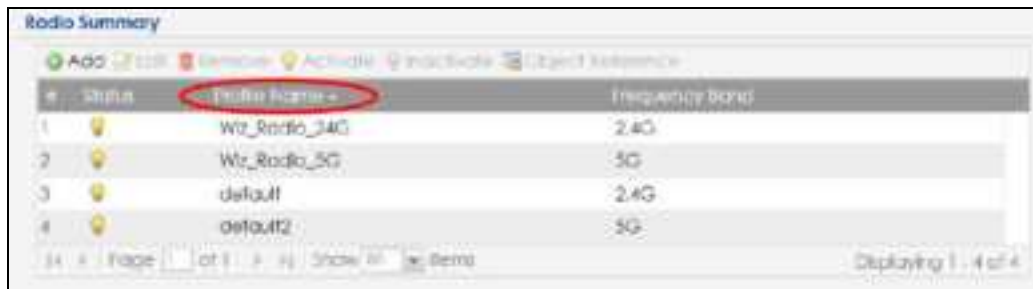 Radio Summary
Add Edit Remove Activate Inactivate Object Reference
# Status Profile Name Frequency Band
1 Wiz_Radio_24G 2.4G
2 Wiz_Radio_5G 5G
3 default 2.4G
4 default2 5G
Page of 1 Show items Displaying 1 - 4 of 4